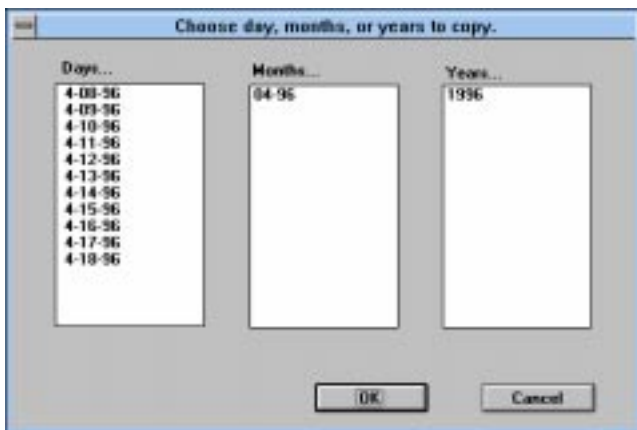 Choose day, months, or years to copy.
Days...
4-08-96
4-09-96
4-10-96
4-11-96
4-12-96
4-13-96
4-14-96
4-15-96
4-16-96
4-17-96
4-18-96
Months...
04-96
Years...
1996
OK
Cancel